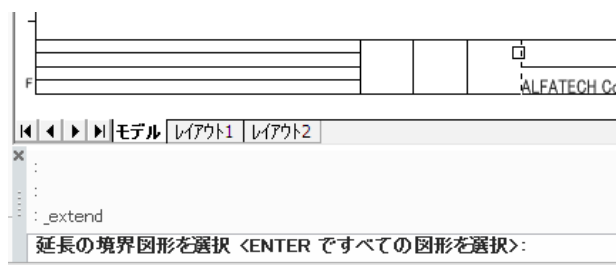 F
ALFATECH Co
モデル レイアウト1 レイアウト2
:
:
: _extend
延長の境界図形を選択 <ENTER ですべての図形を選択>: